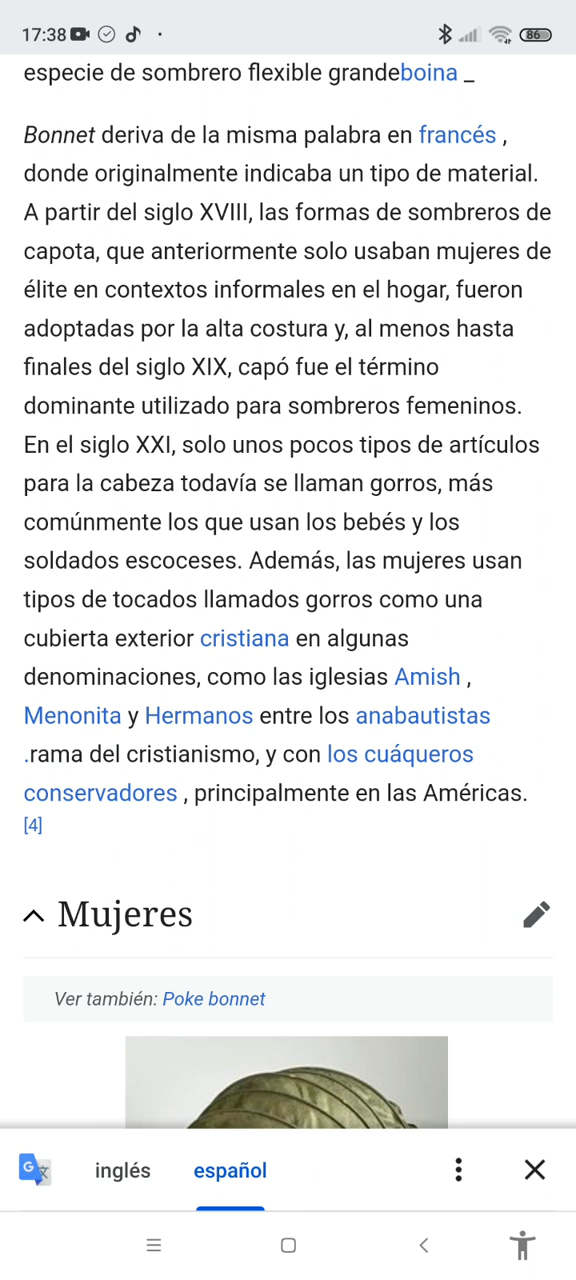 17:38
86
especie de sombrero flexible grandeboina _
Bonnet deriva de la misma palabra en francés ,
donde originalmente indicaba un tipo de material.
A partir del siglo XVIII, las formas de sombreros de
capota, que anteriormente solo usaban mujeres de
élite en contextos informales en el hogar, fueron
adoptadas por la alta costura y, al menos hasta
finales del siglo XIX, capó fue el término
dominante utilizado para sombreros femeninos.
En el siglo XXI, solo unos pocos tipos de artículos
para la cabeza todavía se llaman gorros, más
comúnmente los que usan los bebés y los
soldados escoceses. Además, las mujeres usan
tipos de tocados llamados gorros como una
cubierta exterior cristiana en algunas
denominaciones, como las iglesias Amish ,
Menonita y Hermanos entre los anabautistas
.rama del cristianismo, y con los cuáqueros
conservadores , principalmente en las Américas.
[4]
Mujeres
Ver también: Poke bonnet
G 文
inglés español